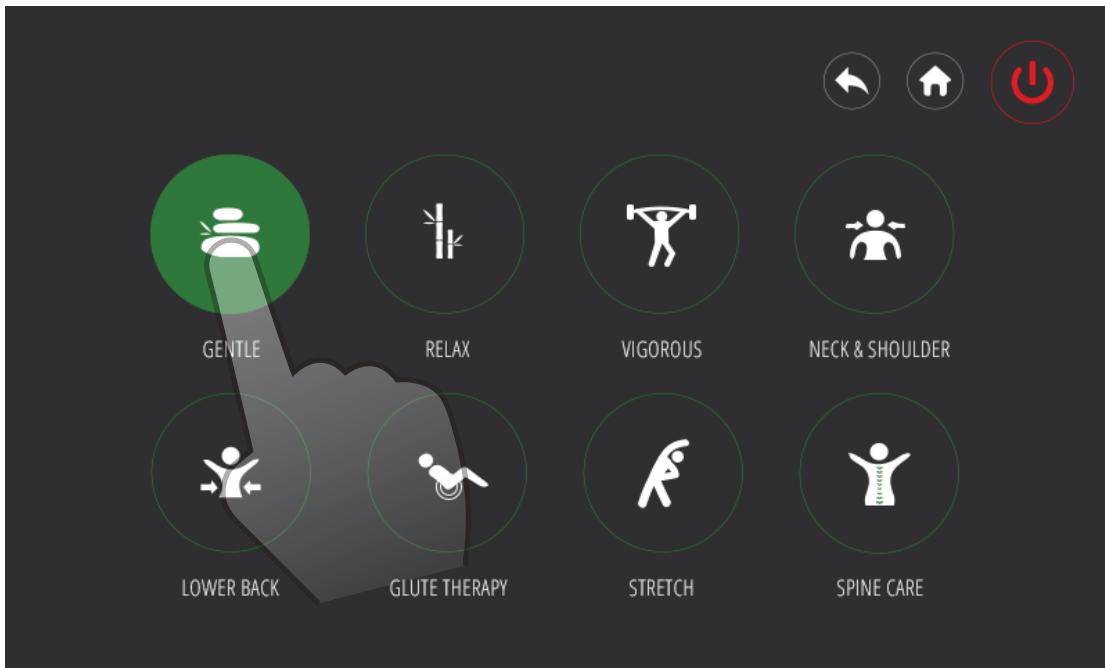 GENTLE
RELAX
VIGOROUS
NECK & SHOULDER
LOWER BACK
GLUTE THERAPY
STRETCH
SPINE CARE